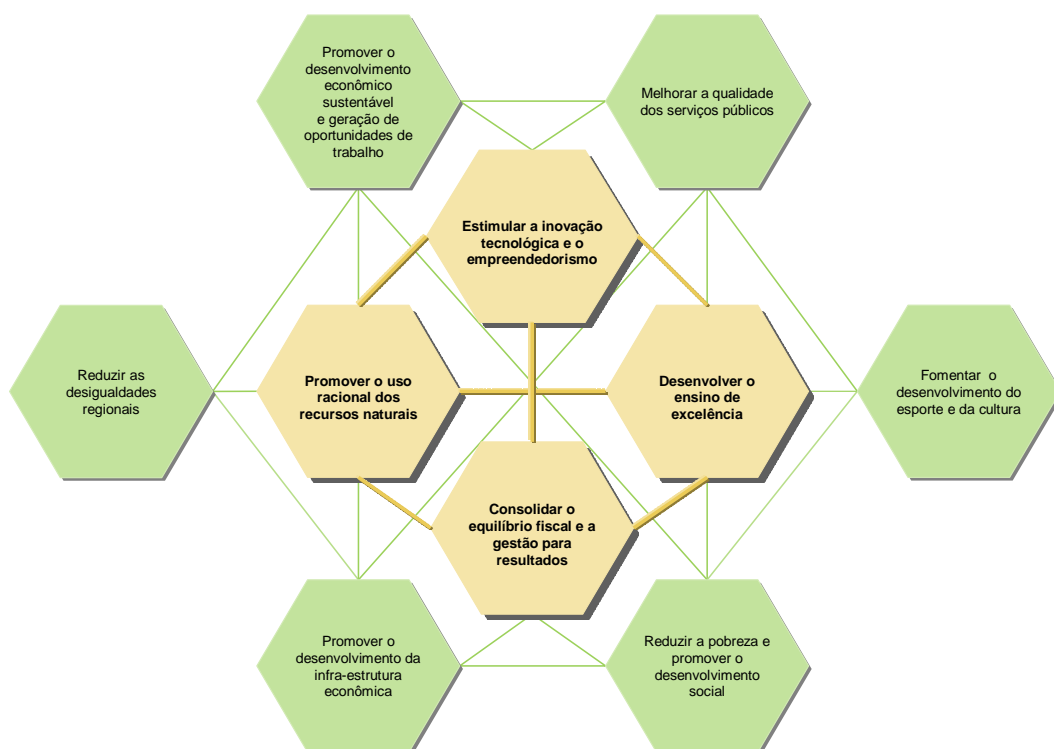 Promover o
desenvolvimento
econômico
sustentável
e geração de
oportunidades de
trabalho
Melhorar a qualidade
dos serviços públicos
Estimular a inovação
tecnológica e o
empreendedorismo
Reduzir as
desigualdades
regionais
Promover o uso
racional dos
recursos naturais
Desenvolver o
ensino de
excelência
Fomentar o
desenvolvimento do
esporte e da cultura
Consolidar o
equilíbrio fiscal e a
gestão para
resultados
Promover o
desenvolvimento da
infra-estrutura
econômica
Reduzir a pobreza e
promover o
desenvolvimento
social